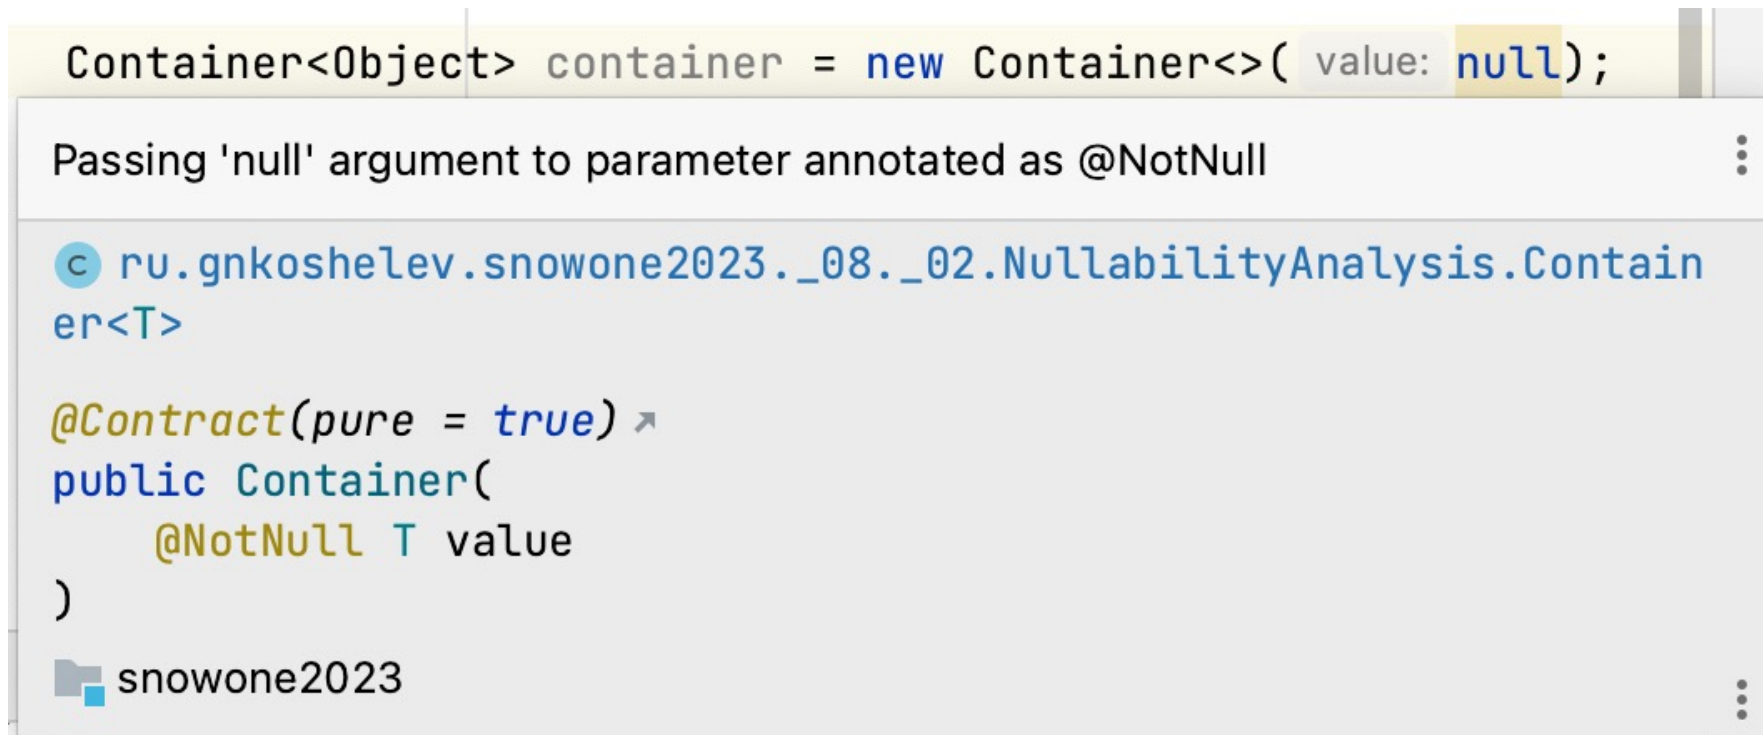 Container<Object> container = new Container<>( value: null);
Passing 'null' argument to parameter annotated as @NotNull
C ru.gnkoshelev.snowone2023._08._02.NullabilityAnalysis.Contain
er<T>
@Contract(pure = true)↗
public Container(
    @NotNull T value
)
snowone2023